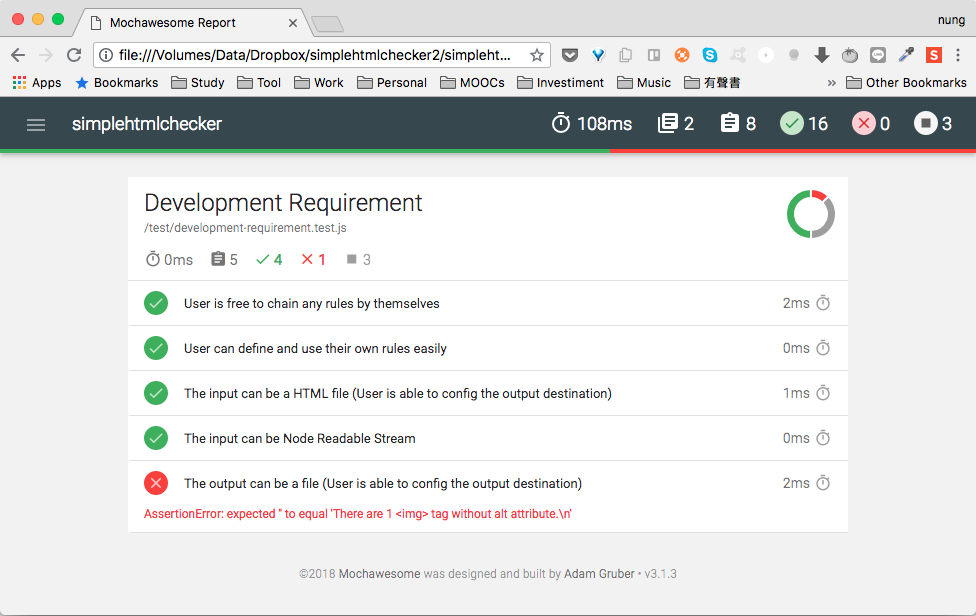 Mochawesome Report
nung
file:///Volumes/Data/Dropbox/simplehtmlchecker2/simpleht...
Apps Bookmarks Study Tool Work Personal MOOCs Investiment Music 有聲書 » Other Bookmarks
simplehtmlchecker 108ms 2 8 16 0 3
Development Requirement
/test/development-requirement.test.js
0ms 5 4 1 3
User is free to chain any rules by themselves 2ms
User can define and use their own rules easily 0ms
The input can be a HTML file (User is able to config the output destination) 1ms
The input can be Node Readable Stream 0ms
The output can be a file (User is able to config the output destination) 2ms
AssertionError: expected '' to equal 'There are 1 <img> tag without alt attribute.\n'
©2018 Mochawesome was designed and built by Adam Gruber • v3.1.3